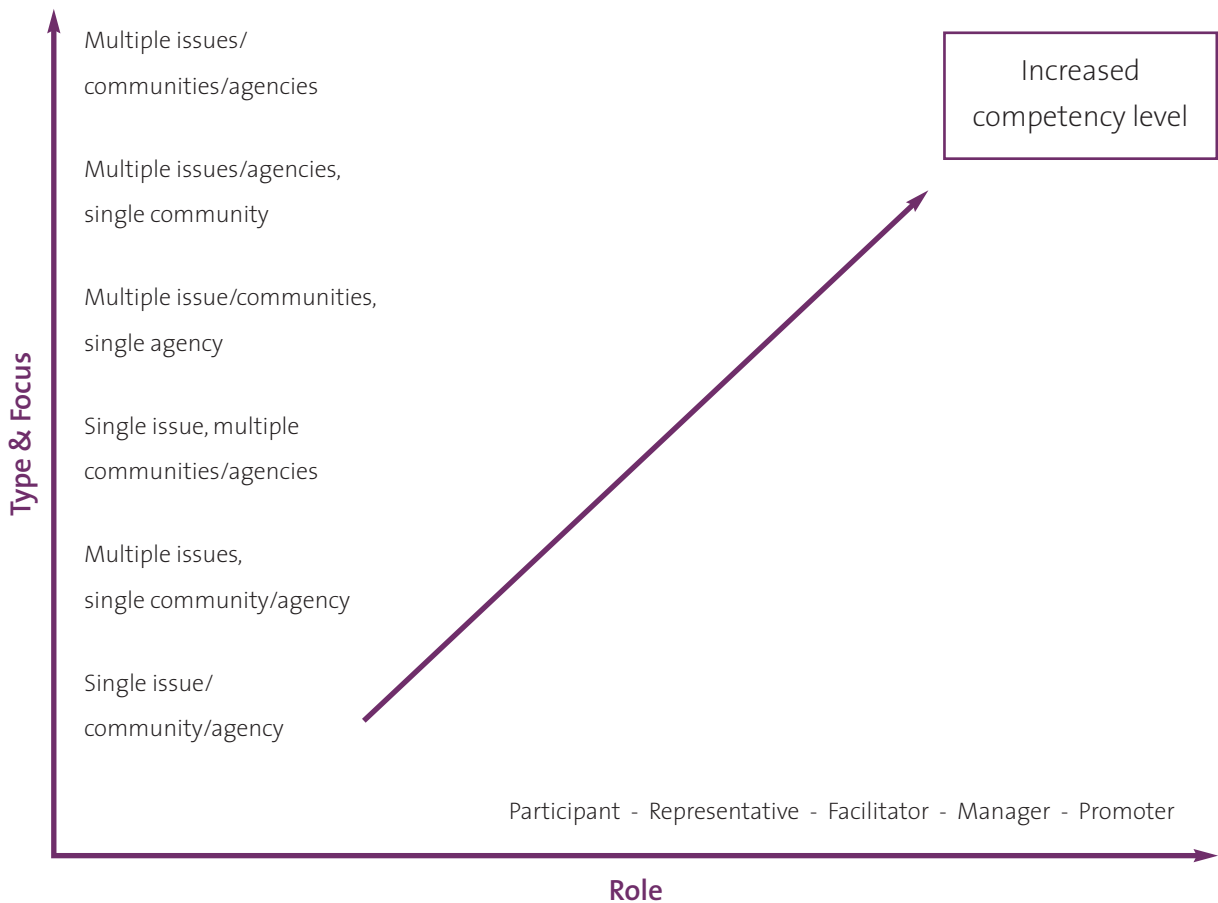 Multiple issues/
communities/agencies
Increased
competency level
Multiple issues/agencies,
single community
Multiple issue/communities,
single agency
Type & Focus
Single issue, multiple
communities/agencies
Multiple issues,
single community/agency
Single issue/
community/agency
Participant - Representative - Facilitator - Manager - Promoter
Role